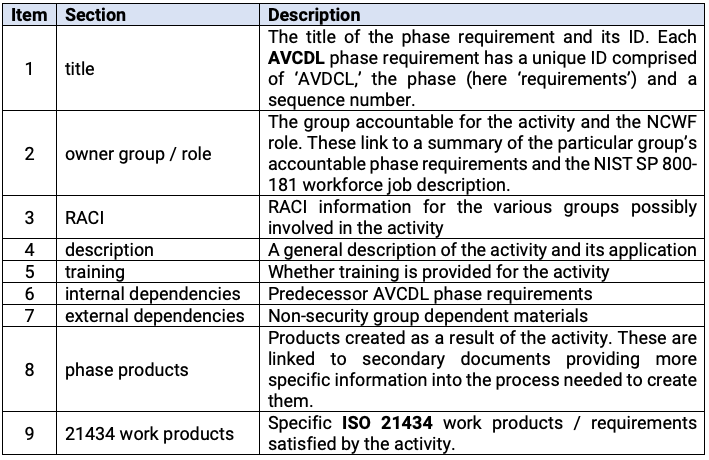 Item Section Description
The title of the phase requirement and its ID. Each
AVCDL phase requirement has a unique ID comprised
1 title
of ‘AVDCL,’ the phase (here ‘requirements’) and a
sequence number.
The group accountable for the activity and the NCWF
role. These link to a summary of the particular group’s
2 owner group / role
accountable phase requirements and the NIST SP 800-
181 workforce job description.
3 RACI
RACI information for the various groups possibly
involved in the activity
4 description A general description of the activity and its application
5 training Whether training is provided for the activity
6 internal dependencies Predecessor AVCDL phase requirements
7 external dependencies Non-security group dependent materials
Products created as a result of the activity. These are
linked to secondary documents providing more
8 phase products
specific information into the process needed to create
them.
9 21434 work products
Specific ISO 21434 work products / requirements
satisfied by the activity.